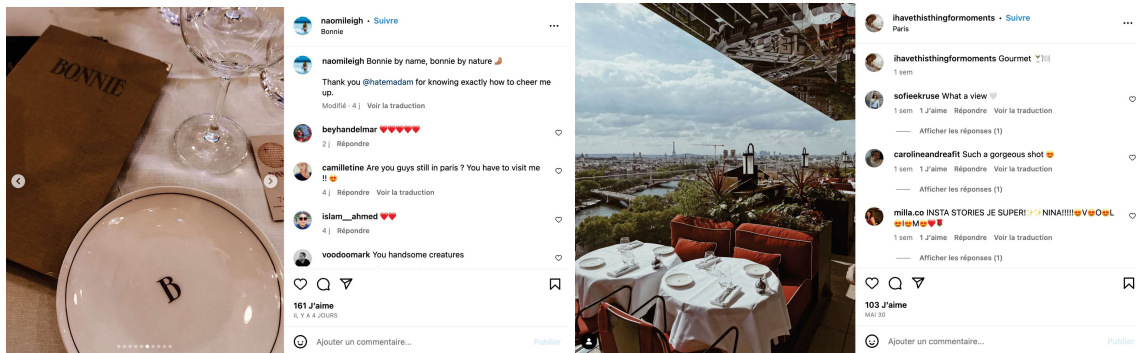 BONNIE
B
naomileigh • Suivre
Bonnie
naomileigh Bonnie by name, bonnie by nature 🤌🏼
Thank you @hatemadam for knowing exactly how to cheer me
up.
Modifié · 4 j Voir la traduction
beyhandelmar ❤️❤️❤️❤️❤️
2 j Répondre
camilletine Are you guys still in paris ? You have to visit me
!! 😍
4 j Répondre Voir la traduction
islam__ahmed ❤️❤️
4 j Répondre
voodoomark You handsome creatures
161 J'aime
IL Y A 4 JOURS
Ajouter un commentaire...
Publier
ihavethisthingformoments • Suivre
Paris
ihavethisthingformoments Gourmet 🍸🍽️
1 sem
sofieekruse What a view 🤍
1 sem 1 J'aime Répondre Voir la traduction
Afficher les réponses (1)
carolineandreafit Such a gorgeous shot 😍
1 sem 1 J'aime Répondre Voir la traduction
Afficher les réponses (1)
milla.co INSTA STORIES JE SUPER!✨✨NINA!!!!!😍V😍O😍L
😍I😍M😍❤️🌹
1 sem 1 J'aime Répondre Voir la traduction
Afficher les réponses (1)
103 J'aime
MAI 30
Ajouter un commentaire...
Publier